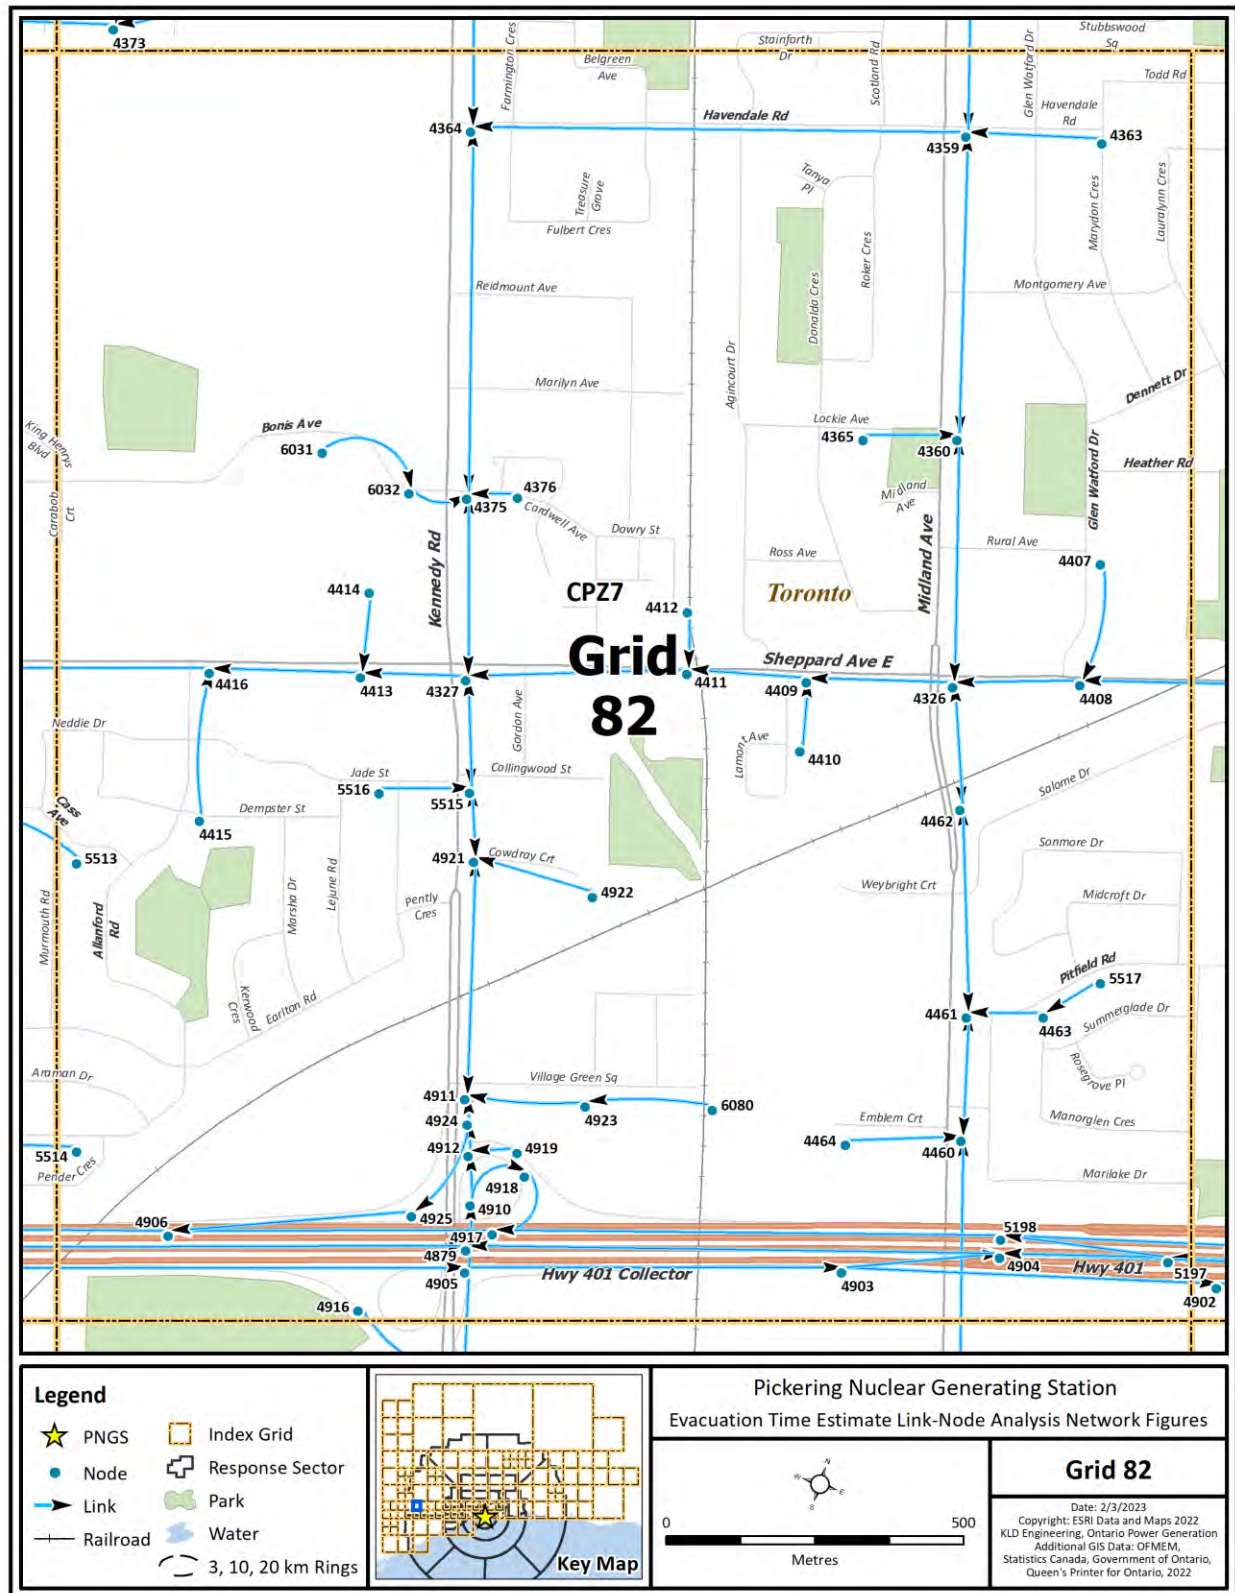 4373
Farmington Cres
Belgreen
Ave
Stainforth
Dr
Scotland Rd
Glen Watford Dr
Stubbswood
Sq
Todd Rd
Havendale
Rd
4364
Havendale Rd
4359
4363
Treasure
Grove
Fulbert Cres
Tanya
Pl
Marydon Cres
Lauralynn Cres
Roker Cres
Donalda Cres
Reidmount Ave
Montgomery Ave
Agincourt Dr
Marilyn Ave
Dennett Dr
King Henrys
Blvd
Bonis Ave
6031
Lockie Ave
4365
4360
Glen Watford Dr
Heather Rd
6032
4375
4376
Cardwell Ave
Midland
Ave
Carabob
Crt
Kennedy Rd
Dowry St
Ross Ave
Midland Ave
Rural Ave
4407
4414
CPZ7
4412
Toronto
Grid
82
Sheppard Ave E
4416
4413
4327
4411
4409
4326
4408
Neddie Dr
Gordon Ave
Lamont Ave
4410
Jade St
Collingwood St
5516
5515
Salome Dr
Cass
Ave
Dempster St
4415
4462
5513
4921
Cowdray Crt
Sonmore Dr
4922
Weybright Crt
Midcroft Dr
Murmouth Rd
Allanford
Rd
Marsha Dr
Lejune Rd
Pently
Cres
Pitfield Rd
5517
Kerwood
Cres
Earlton Rd
4461
4463
Summerglade Dr
Rosegrove Pl
Araman Dr
Village Green Sq
4911
4923
6080
4924
Emblem Crt
Manorglen Cres
4912
4919
4464
4460
5514
Pender Cres
4918
Marilake Dr
4910
4906
4925
4917
5198
4879
4904
Hwy 401
5197
4905
Hwy 401 Collector
4903
4902
4916
Legend
PNGS
Node
Link
Railroad
Index Grid
Response Sector
Park
Water
3, 10, 20 km Rings
Key Map
Pickering Nuclear Generating Station
Evacuation Time Estimate Link-Node Analysis Network Figures
N
W
E
S
0
500
Metres
Grid 82
Date: 2/3/2023
Copyright: ESRI Data and Maps 2022
KLD Engineering, Ontario Power Generation
Additional GIS Data: OFMEM,
Statistics Canada, Government of Ontario,
Queen's Printer for Ontario, 2022